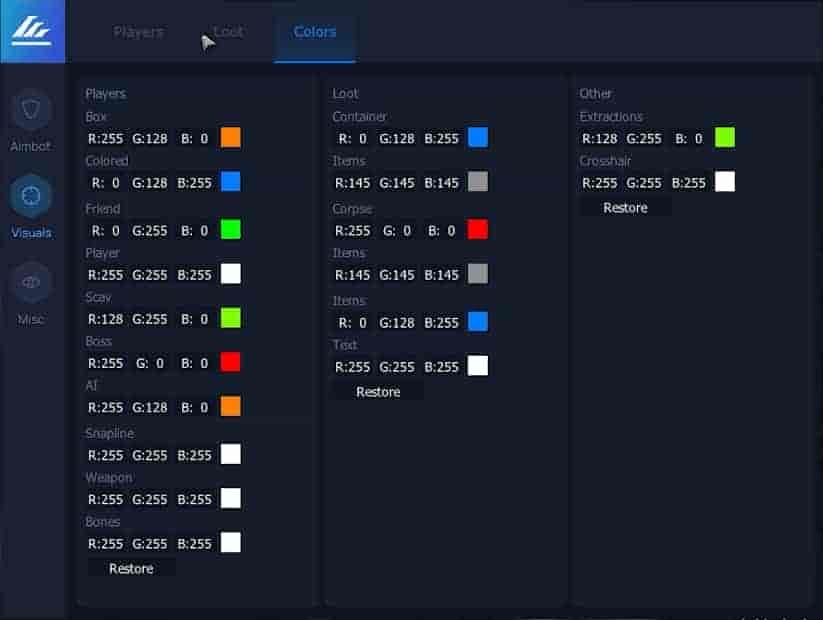 Players Loot Colors
Aimbot
Visuals
Misc
Players
Box
R:255 G:128 B: 0
Colored
R: 0 G:128 B:255
Friend
R: 0 G:255 B: 0
Player
R:255 G:255 B:255
Scav
R:128 G:255 B: 0
Boss
R:255 G: 0 B: 0
AI
R:255 G:128 B: 0
Snapline
R:255 G:255 B:255
Weapon
R:255 G:255 B:255
Bones
R:255 G:255 B:255
Restore
Loot
Container
R: 0 G:128 B:255
Items
R:145 G:145 B:145
Corpse
R:255 G: 0 B: 0
Items
R:145 G:145 B:145
Items
R: 0 G:128 B:255
Text
R:255 G:255 B:255
Restore
Other
Extractions
R:128 G:255 B: 0
Crosshair
R:255 G:255 B:255
Restore